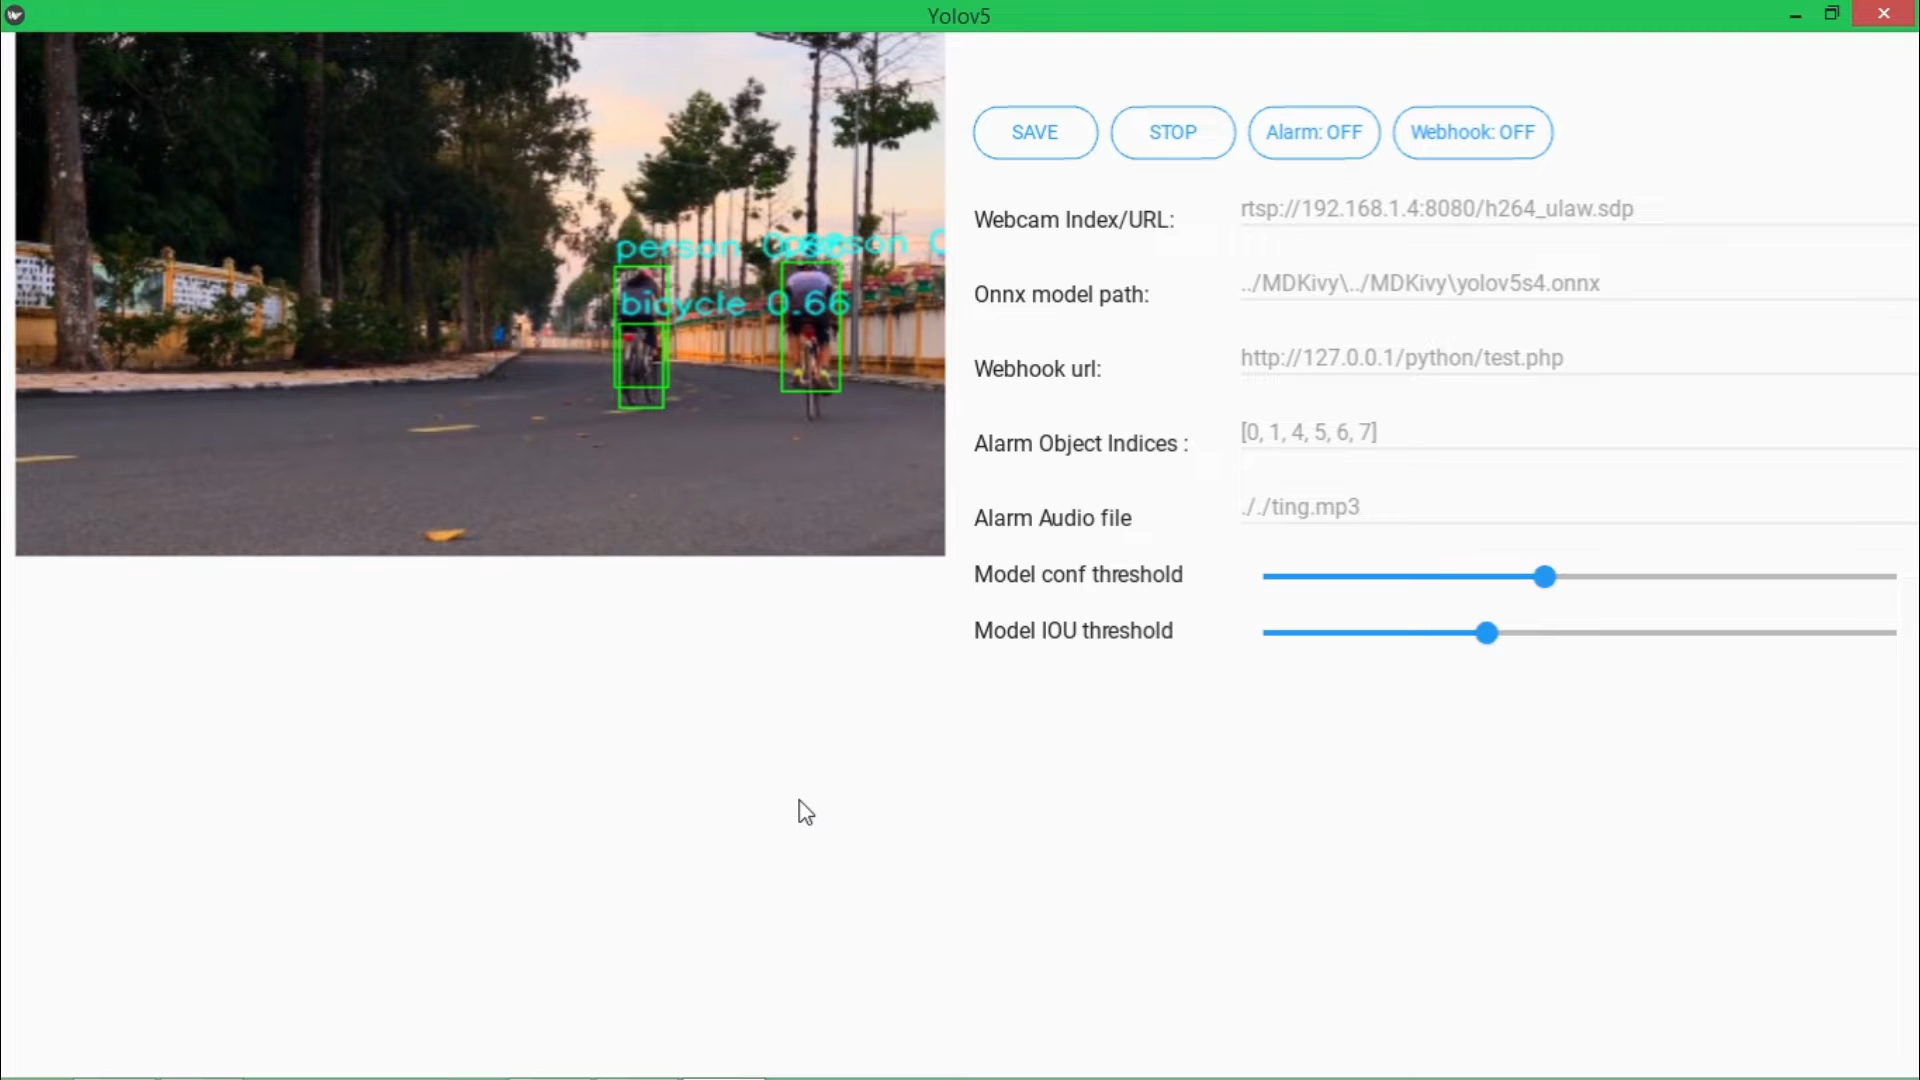 Yolov5
SAVE
STOP
Alarm: OFF
Webhook: OFF
Webcam Index/URL:
rtsp://192.168.1.4:8080/h264_ulaw.sdp
Onnx model path:
../MDKivy\../MDKivy\yolov5s4.onnx
Webhook url:
http://127.0.0.1/python/test.php
Alarm Object Indices :
[0, 1, 4, 5, 6, 7]
Alarm Audio file
././ting.mp3
Model conf threshold
Model IOU threshold
person
bicycle 0.66